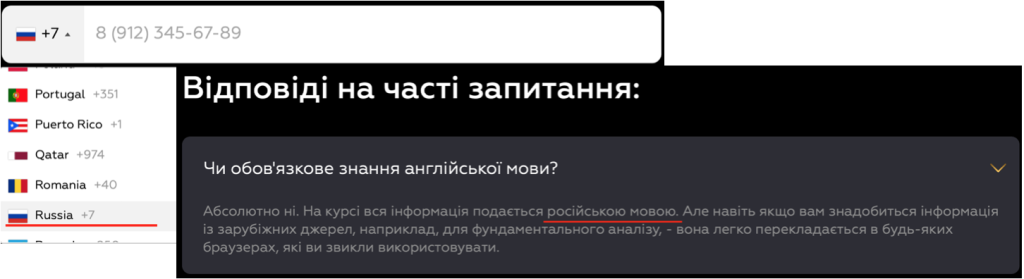 +7 8 (912) 345-67-89
Portugal +351
Puerto Rico +1
Qatar +974
Romania +40
Russia +7
Відповіді на часті запитання:
Чи обов'язкове знання англійської мови?
Абсолютно ні. На курсі вся інформація подається російською мовою. Але навіть якщо вам знадобиться інформація
із зарубіжних джерел, наприклад, для фундаментального аналізу, - вона легко перекладається в будь-яких
браузерах, які ви звикли використовувати.